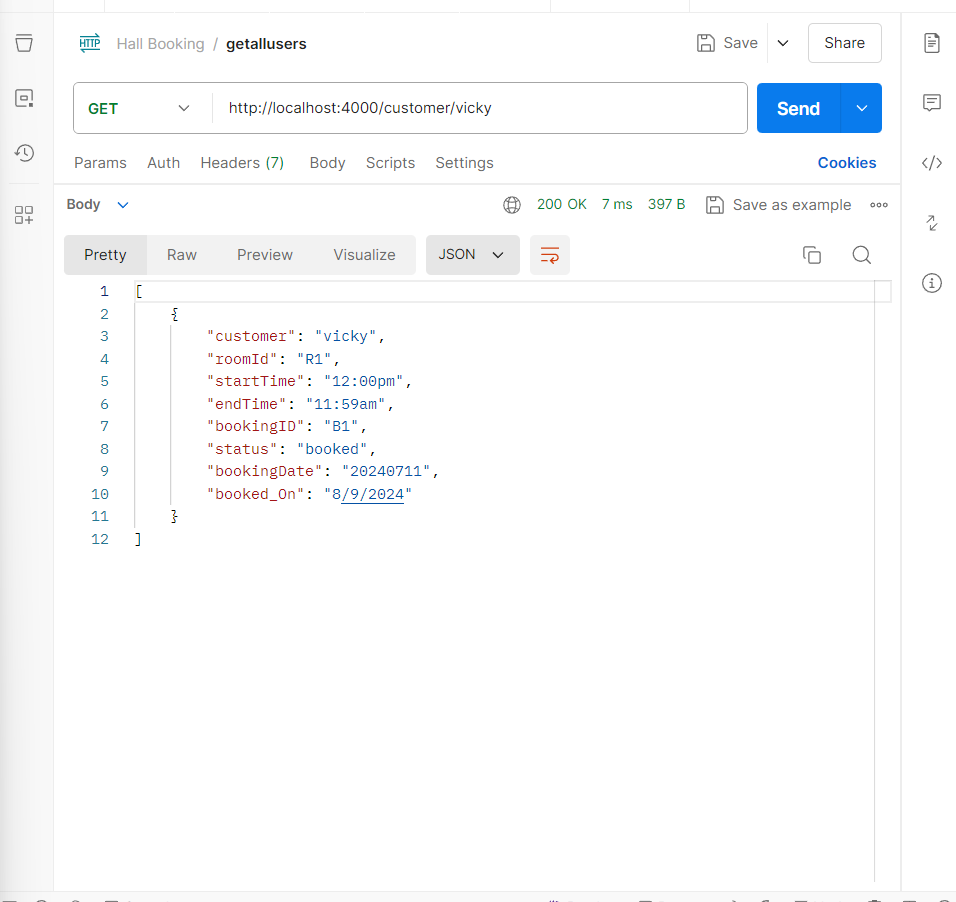 HTTP Hall Booking / getallusers Save Share
GET http://localhost:4000/customer/vicky Send
Params Auth Headers (7) Body Scripts Settings Cookies
Body 200 OK 7 ms 397 B Save as example
Pretty Raw Preview Visualize JSON
1 [
2 {
3 "customer": "vicky",
4 "roomId": "R1",
5 "startTime": "12:00pm",
6 "endTime": "11:59am",
7 "bookingID": "B1",
8 "status": "booked",
9 "bookingDate": "20240711",
10 "booked_On": "8/9/2024"
11 }
12 ]